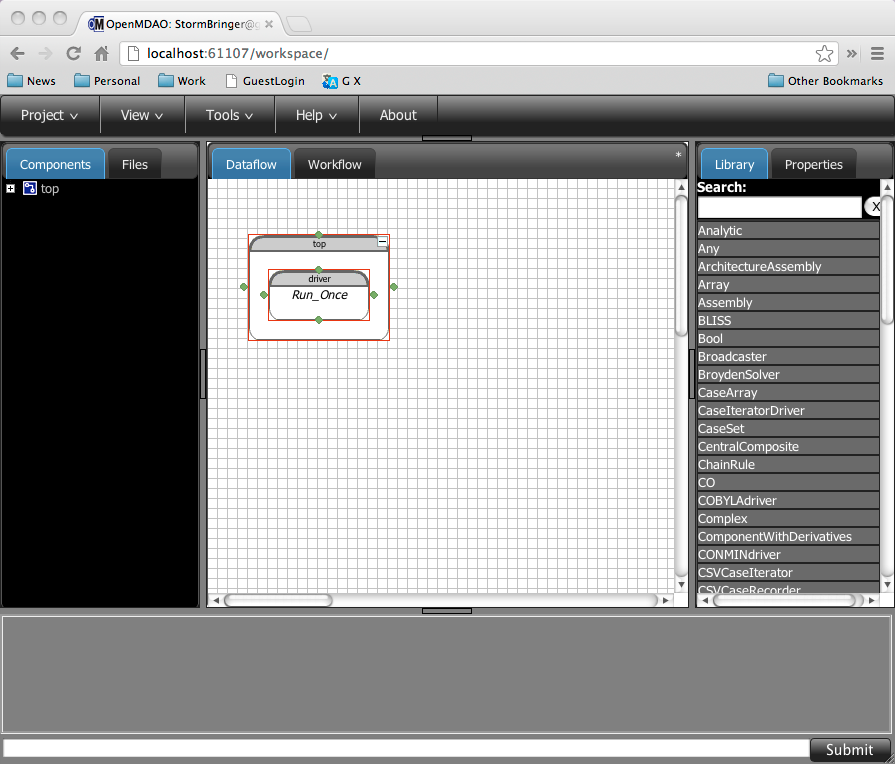 OpenMDAO: StormBringer@g
localhost:61107/workspace/
News Personal Work GuestLogin G X Other Bookmarks
Project View Tools Help About
Components Files
top
Dataflow Workflow *
top
driver
Run_Once
Library Properties
Search:
X
Analytic
Any
ArchitectureAssembly
Array
Assembly
BLISS
Bool
Broadcaster
BroydenSolver
CaseArray
CaseIteratorDriver
CaseSet
CentralComposite
ChainRule
CO
COBYLAdriver
Complex
ComponentWithDerivatives
CONMINdriver
CSVCaseIterator
CSVCaseRecorder
Submit